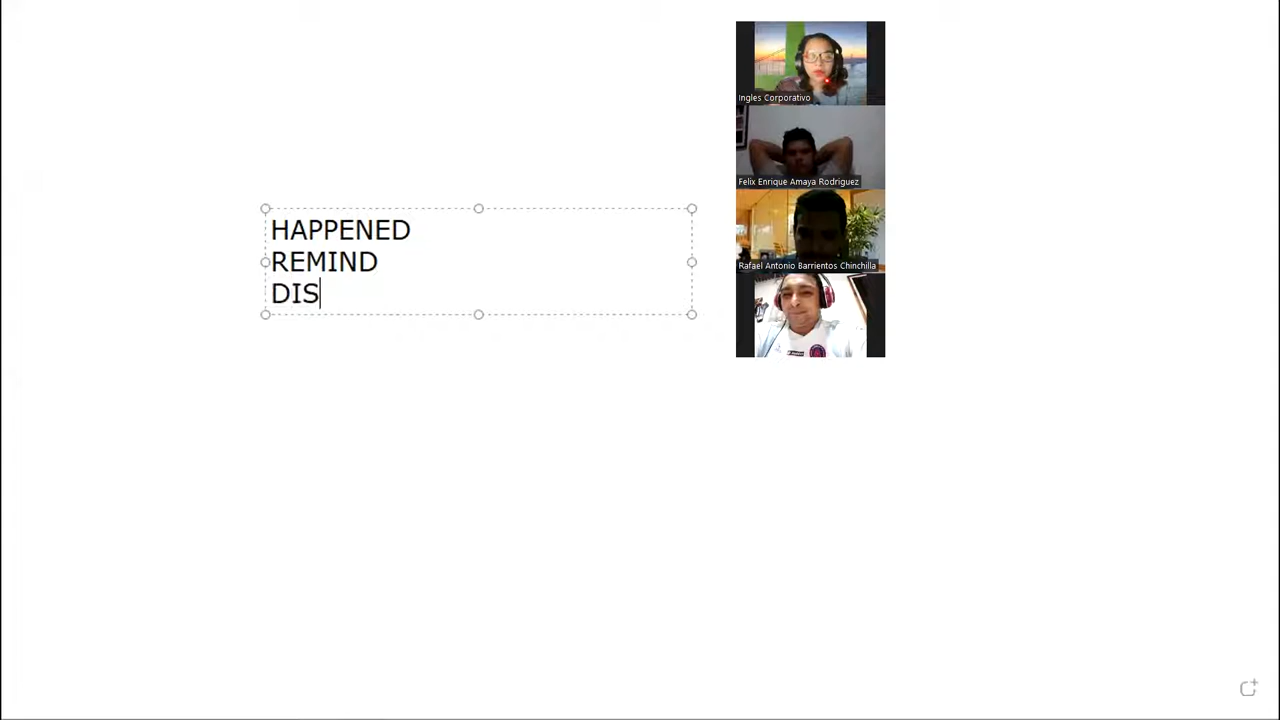 Ingles Corporativo
Felix Enrique Amaya Rodriguez
Rafael Antonio Barrientos Chinchilla
HAPPENED
REMIND
DIS